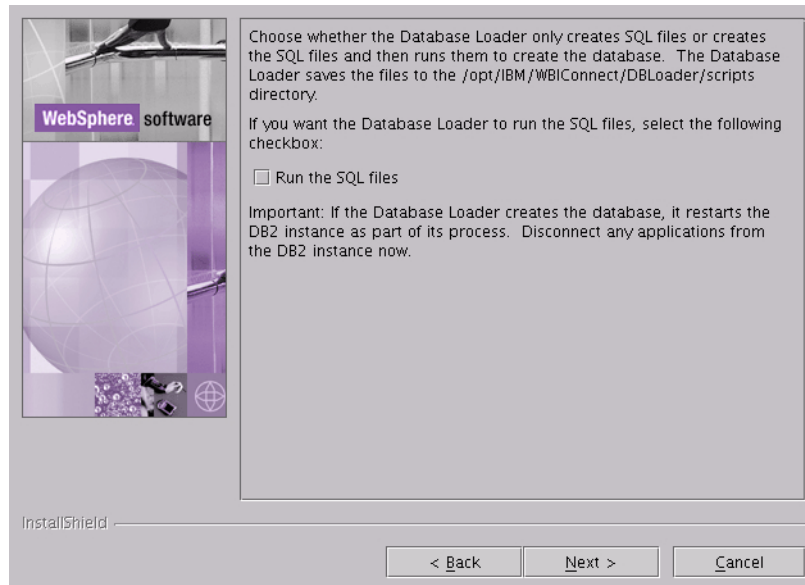 WebSphere software
Choose whether the Database Loader only creates SQL files or creates
the SQL files and then runs them to create the database. The Database
Loader saves the files to the /opt/IBM/WBIConnect/DBLoader/scripts
directory.
If you want the Database Loader to run the SQL files, select the following
checkbox:
Run the SQL files
Important: If the Database Loader creates the database, it restarts the
DB2 instance as part of its process. Disconnect any applications from
the DB2 instance now.
InstallShield
< Back
Next >
Cancel